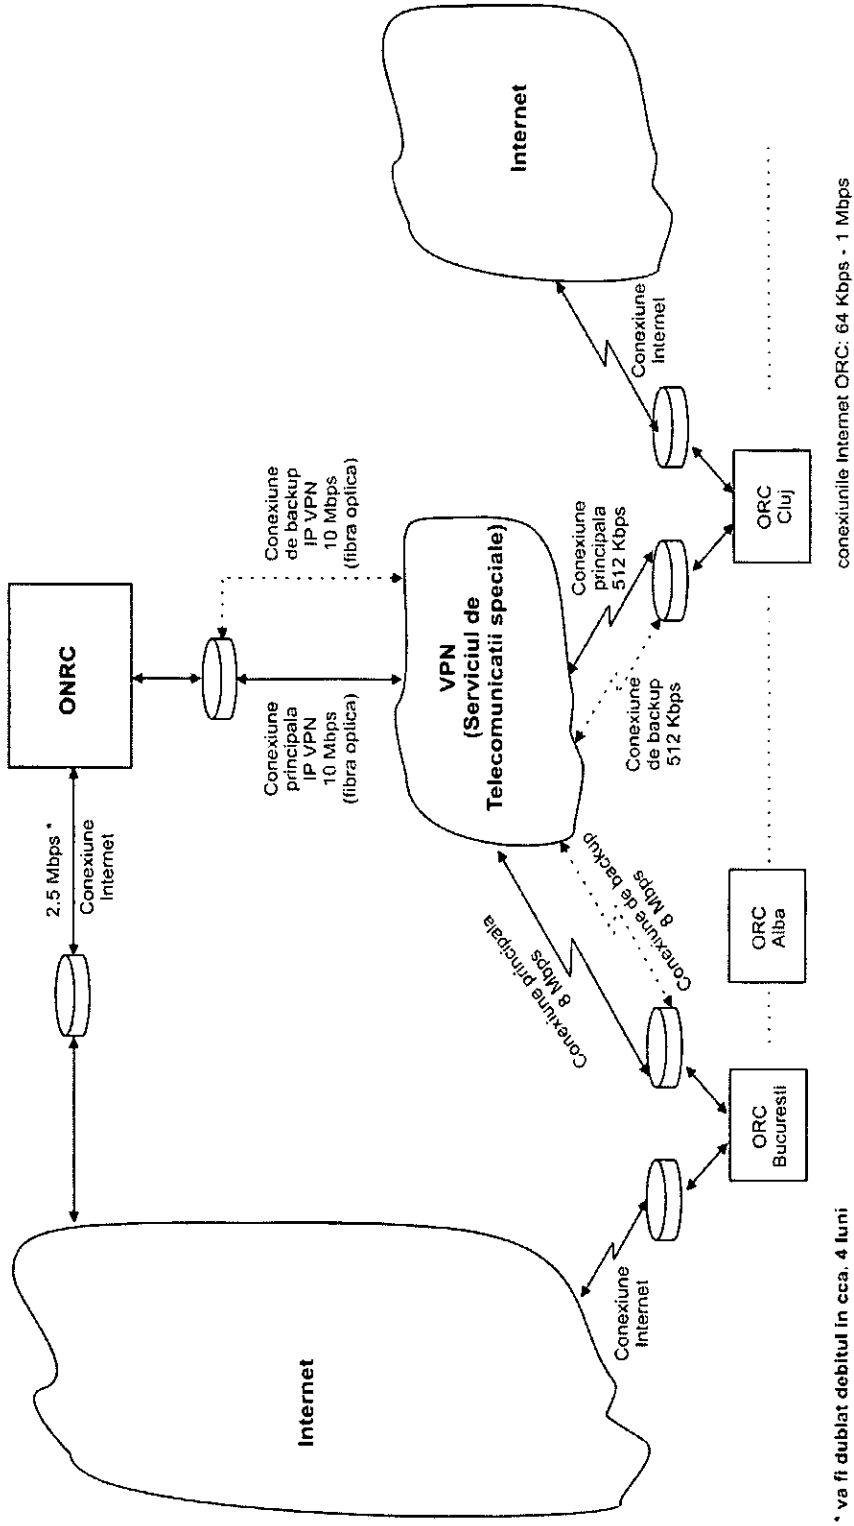 ONRC
2.5 Mbps *
Conexiune
Internet
Conexiune
principala
IP VPN
10 Mbps
(fibra optica)
Conexiune
de backup
IP VPN
10 Mbps
(fibra optica)
Internet
VPN
(Serviciul de
Telecomunicatii speciale)
Internet
Conexiune principala
8 Mbps
Conexiune de backup
8 Mbps
Conexiune
de backup
512 Kbps
Conexiune
principala
512 Kbps
Conexiune
Internet
Conexiune
Internet
ORC
Bucuresti
ORC
Alba
ORC
Cluj
* va fi dublat debitul in cca. 4 luni
conexiunile Internet ORC: 64 Kbps - 1 Mbps